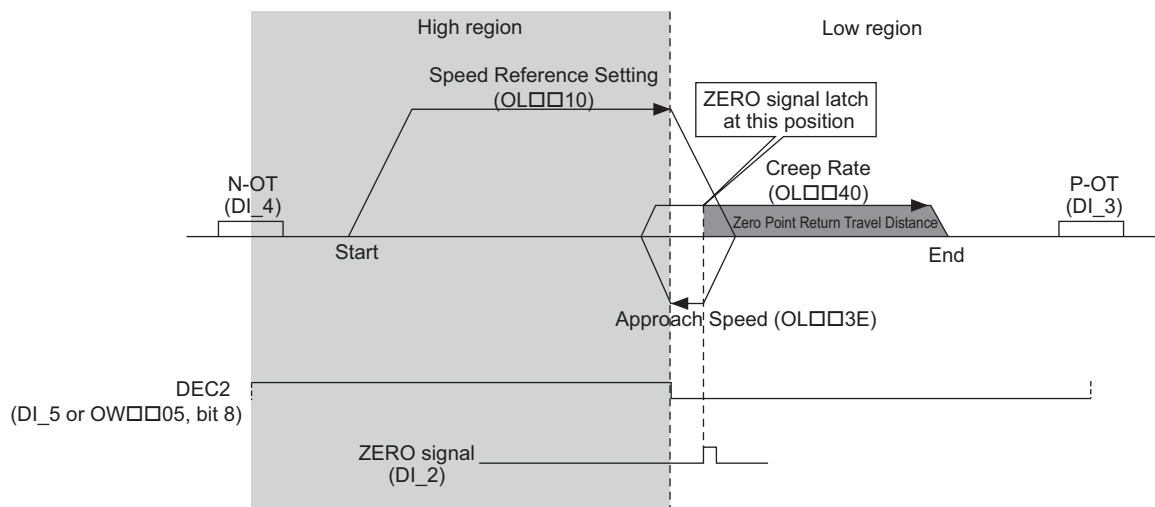 High region
Low region
Speed Reference Setting
(OL□□10)
ZERO signal latch
at this position
Creep Rate
(OL□□40)
N-OT
(DI_4)
P-OT
(DI_3)
Zero Point Return Travel Distance
Start
End
Approach Speed (OL□□3E)
DEC2
(DI_5 or OW□□05, bit 8)
ZERO signal
(DI_2)